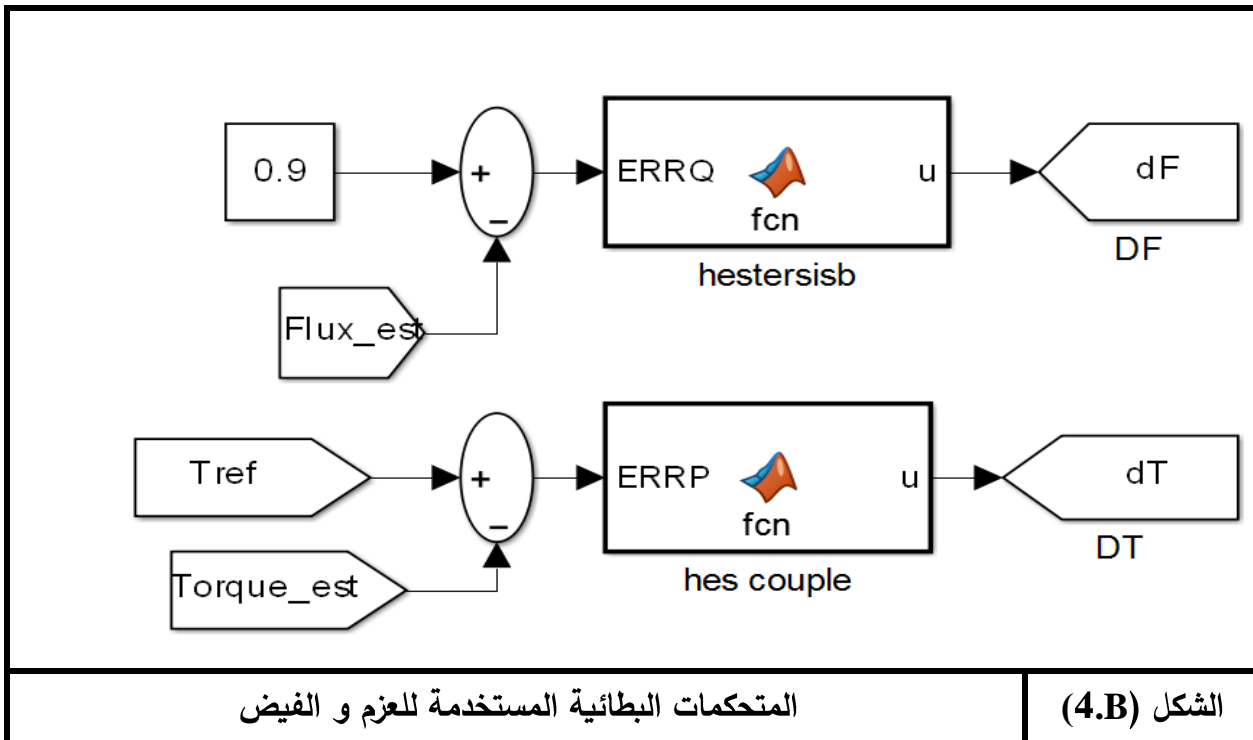 0.9
+
−
ERRQ
fcn
u
dF
DF
hestersisb
Flux_est
Tref
+
−
ERRP
fcn
u
dT
DT
hes couple
Torque_est
الشكل (4.B)
المتحكمات البطائية المستخدمة للعزم و الفيض